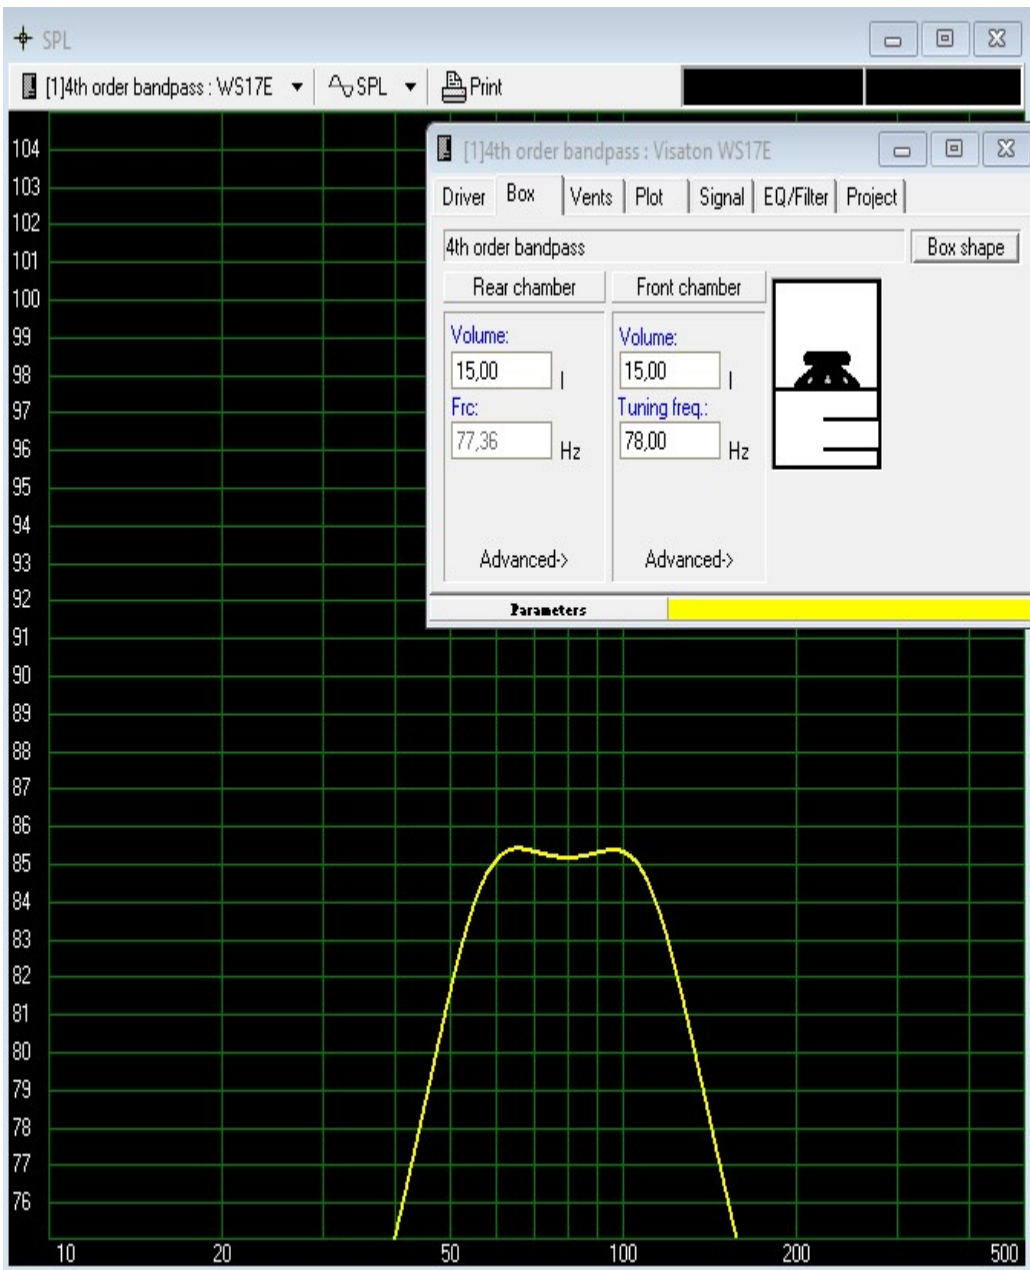 SPL
[1]4th order bandpass : WS17E SPL Print
[1]4th order bandpass : Visaton WS17E
Driver Box Vents Plot Signal EQ/Filter Project
4th order bandpass Box shape
Rear chamber Front chamber
Volume: Volume:
15,00 l 15,00 l
Frc: Tuning freq.:
77,36 Hz 78,00 Hz
Advanced-> Advanced->
Parameters
104
103
102
101
100
99
98
97
96
95
94
93
92
91
90
89
88
87
86
85
84
83
82
81
80
79
78
77
76
10 20 50 100 200 500